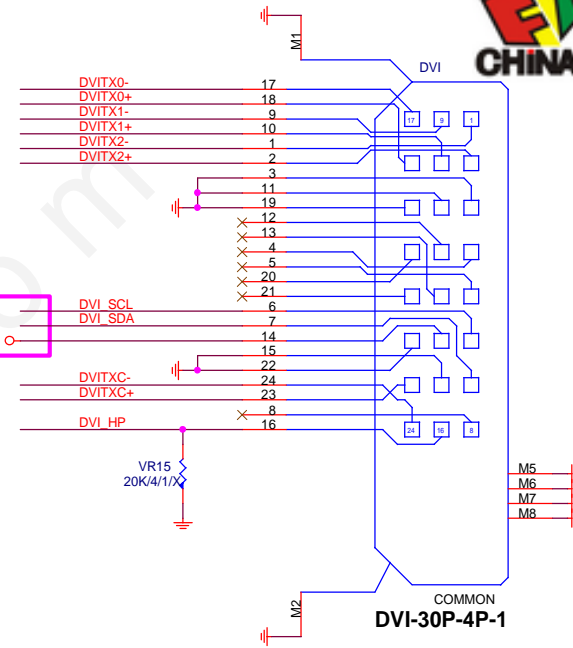 M1
DVI
CHINA
DVITX0- 17
DVITX0+ 18
DVITX1- 9
DVITX1+ 10
DVITX2- 1
DVITX2+ 2
3
11
19
12
13
4
5
20
21
DVI_SCL 6
DVI_SDA 7
14
15
22
DVITXC- 24
DVITXC+ 23
8
DVI_HP 16
17 9 1
24 16 8
VR15
20K/4/1/X
M5
M6
M7
M8
M2
COMMON
DVI-30P-4P-1
o m